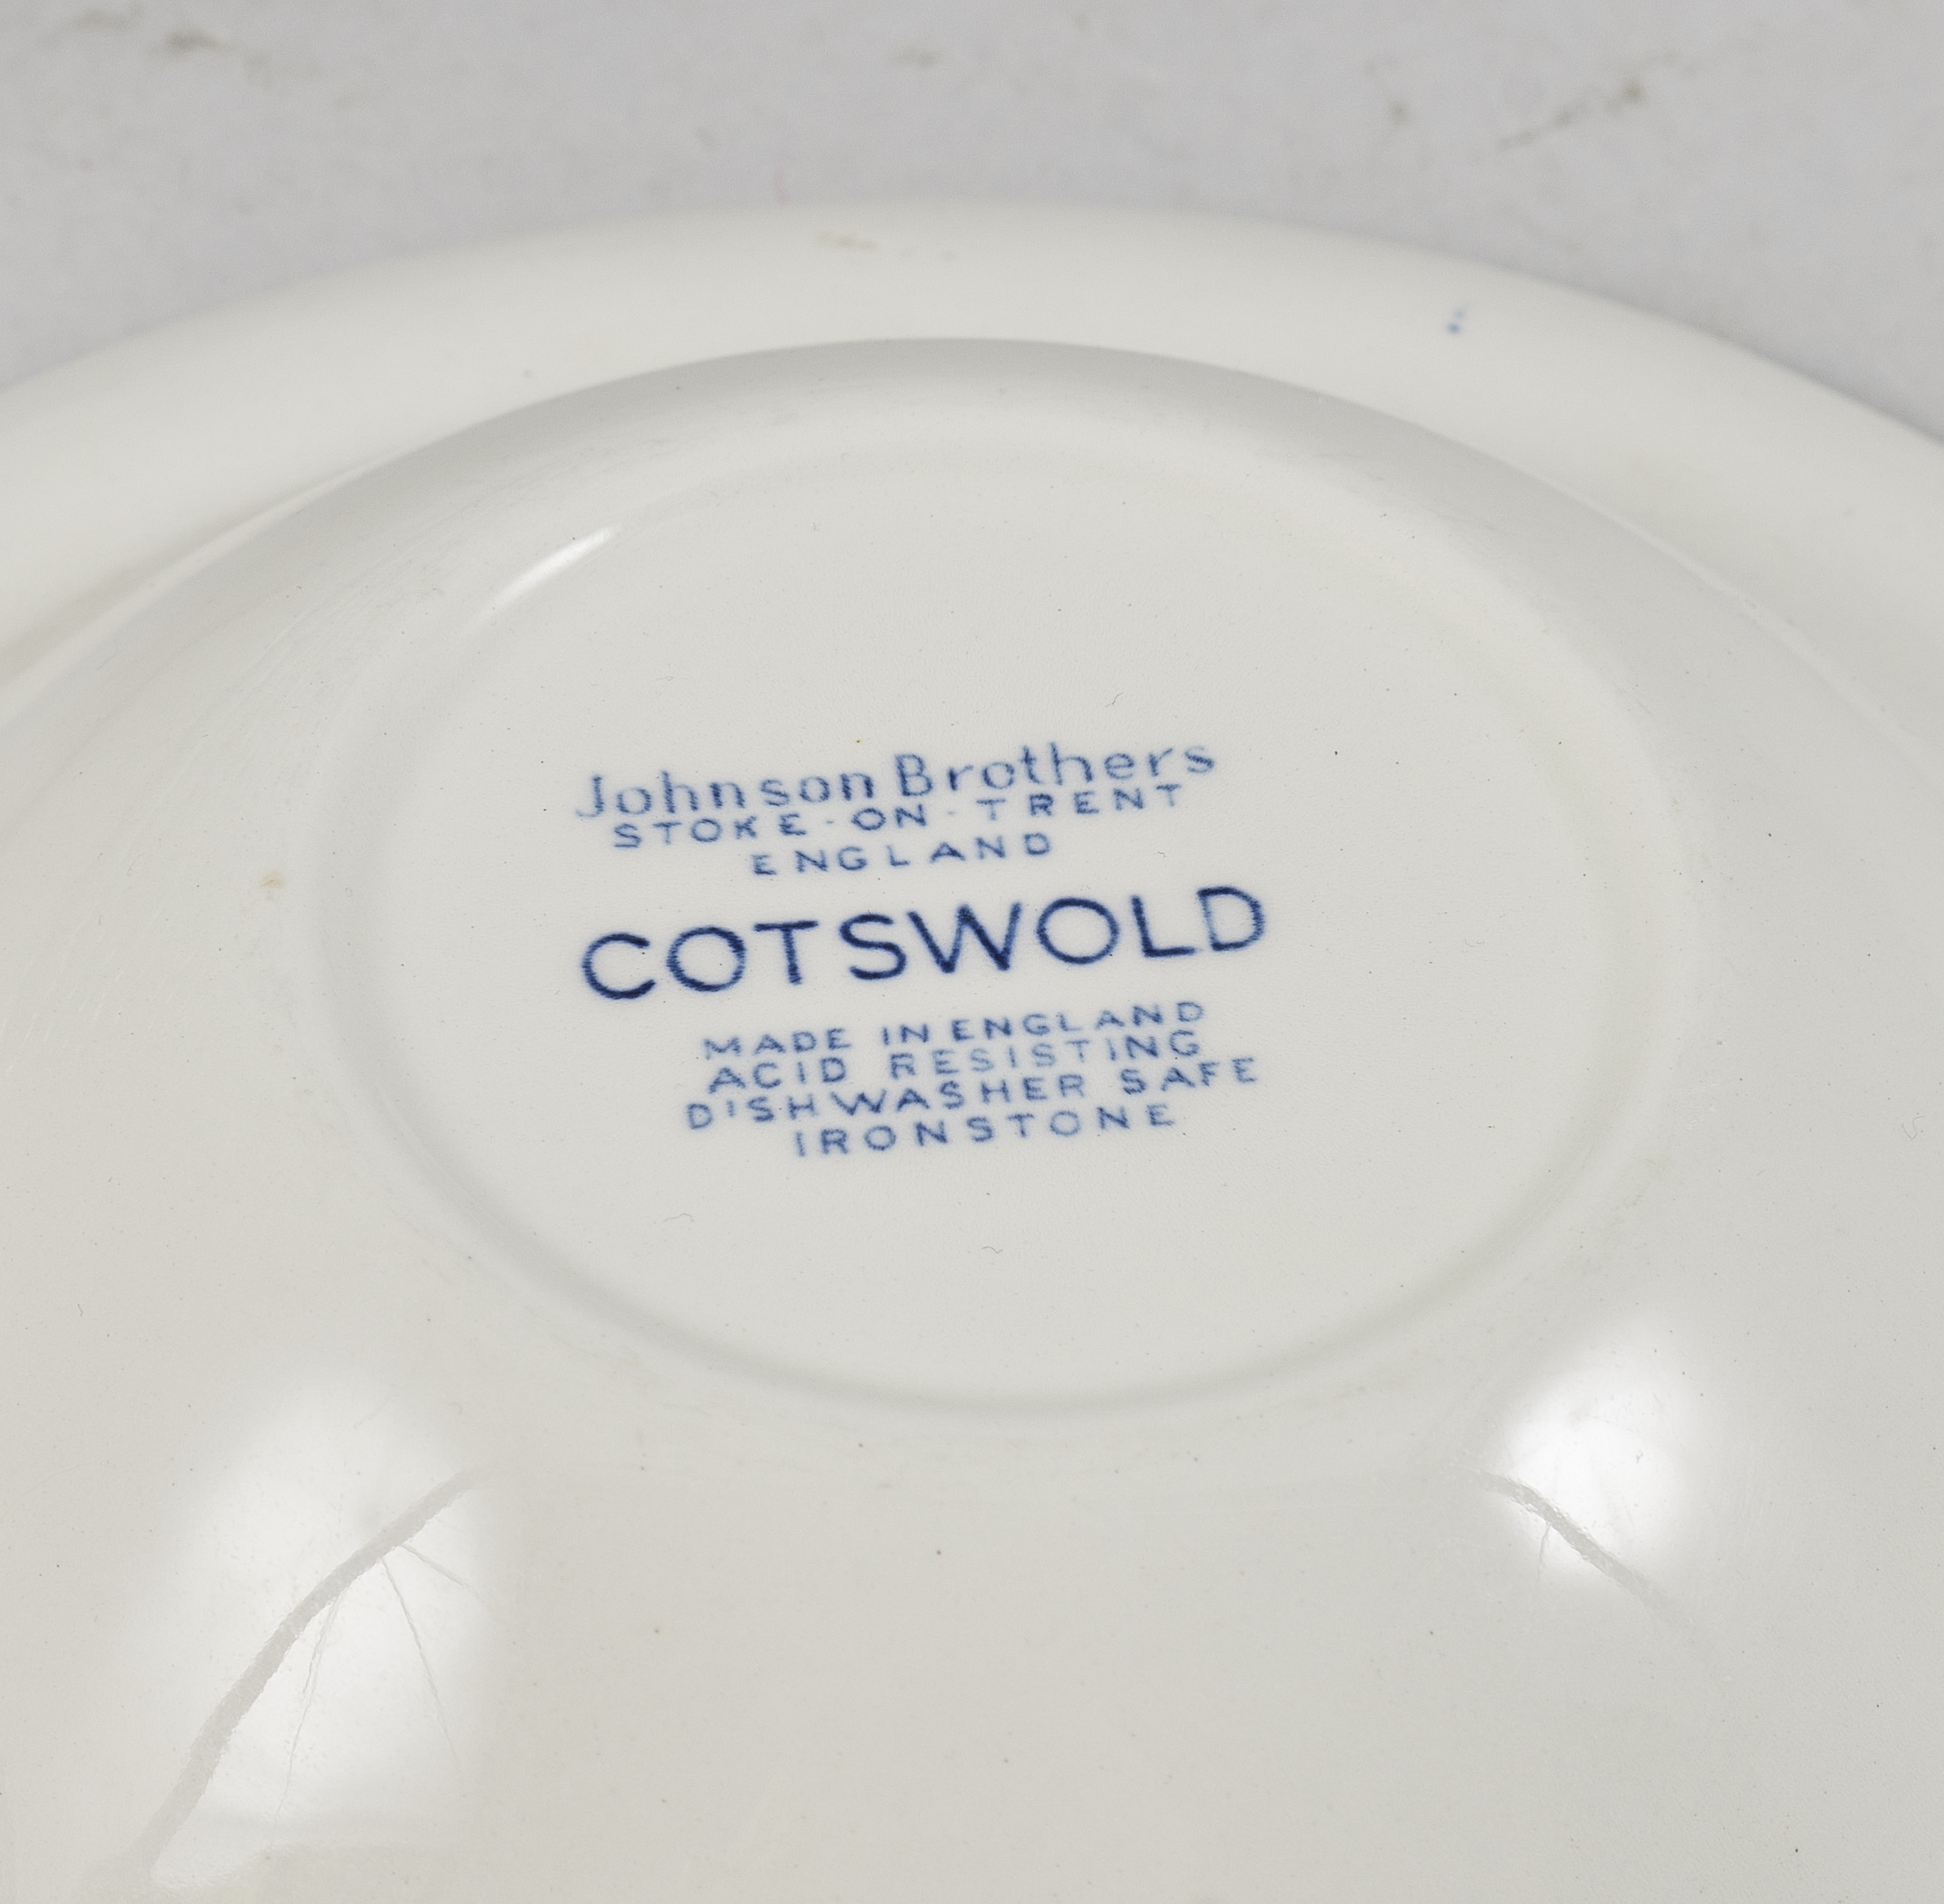 Johnson Brothers
STOKE-ON-TRENT
ENGLAND
COTSWOLD
MADE IN ENGLAND
ACID RESISTING
DISHWASHER SAFE
IRONSTONE